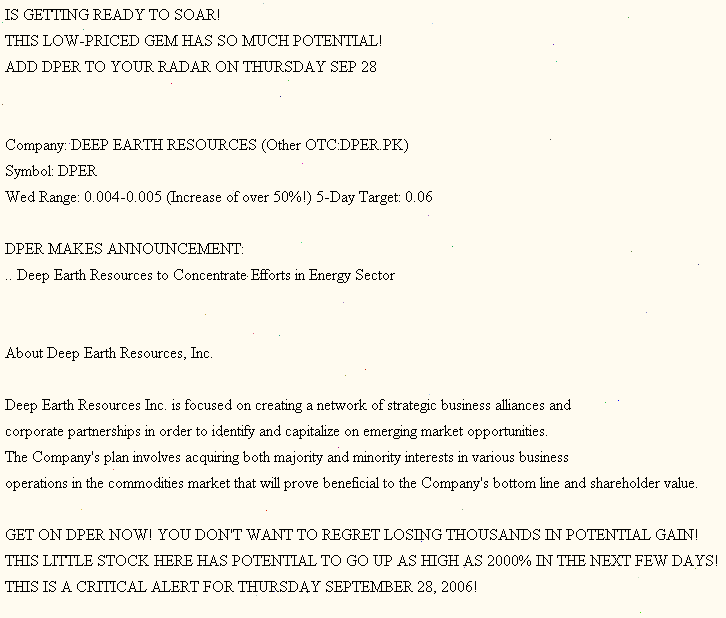 IS GETTING READY TO SOAR!
THIS LOW-PRICED GEM HAS SO MUCH POTENTIAL!
ADD DPER TO YOUR RADAR ON THURSDAY SEP 28
Company: DEEP EARTH RESOURCES (Other OTC:DPER.PK)
Symbol: DPER
Wed Range: 0.004-0.005 (Increase of over 50%!) 5-Day Target: 0.06
DPER MAKES ANNOUNCEMENT:
.. Deep Earth Resources to Concentrate Efforts in Energy Sector
About Deep Earth Resources, Inc.
Deep Earth Resources Inc. is focused on creating a network of strategic business alliances and
corporate partnerships in order to identify and capitalize on emerging market opportunities.
The Company's plan involves acquiring both majority and minority interests in various business
operations in the commodities market that will prove beneficial to the Company's bottom line and shareholder value.
GET ON DPER NOW! YOU DON'T WANT TO REGRET LOSING THOUSANDS IN POTENTIAL GAIN!
THIS LITTLE STOCK HERE HAS POTENTIAL TO GO UP AS HIGH AS 2000% IN THE NEXT FEW DAYS!
THIS IS A CRITICAL ALERT FOR THURSDAY SEPTEMBER 28, 2006!